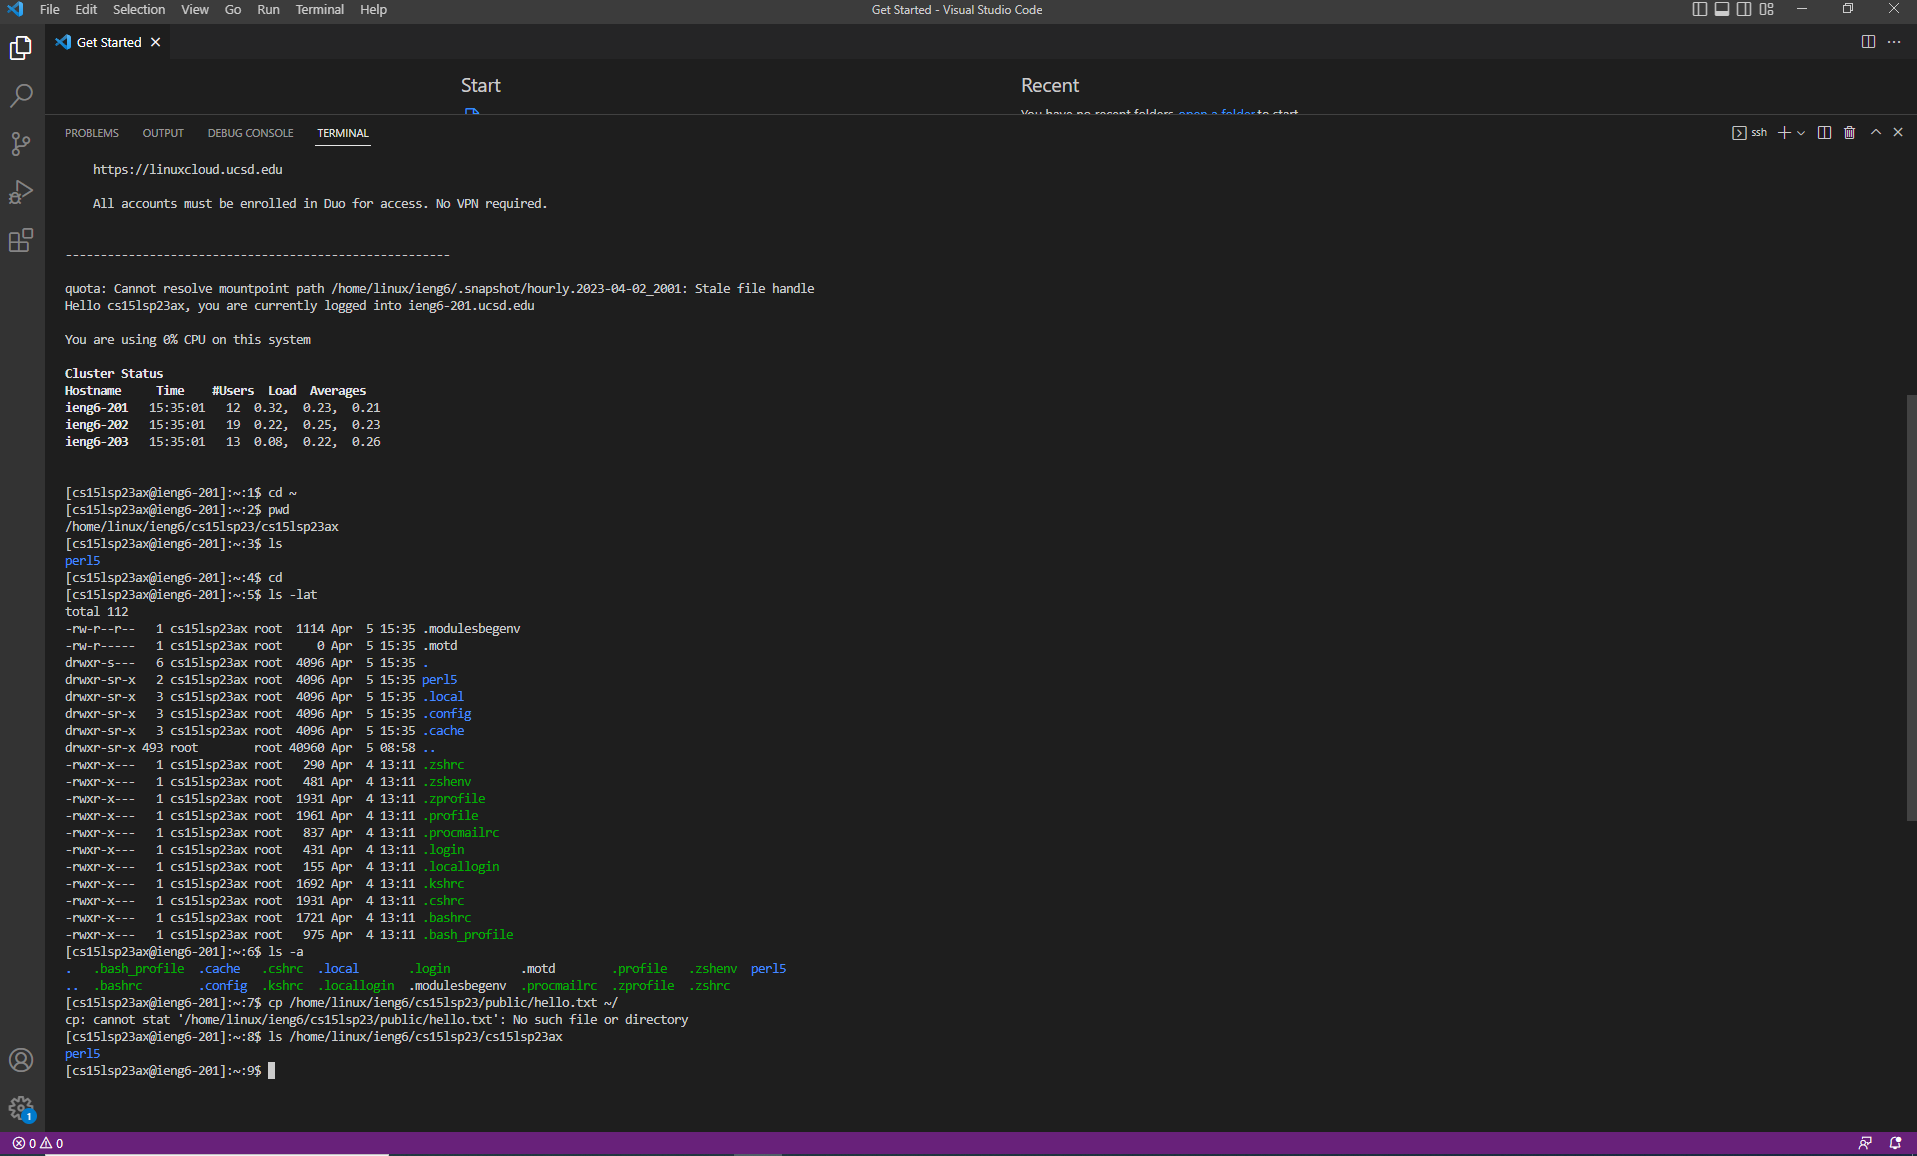 File Edit Selection View Go Run Terminal Help
Get Started - Visual Studio Code
Get Started
Start
Recent
You have no recent folders, open a folder to start
PROBLEMS OUTPUT DEBUG CONSOLE TERMINAL
ssh
https://linuxcloud.ucsd.edu
All accounts must be enrolled in Duo for access. No VPN required.
-------------------------------------------------------
quota: Cannot resolve mountpoint path /home/linux/ieng6/.snapshot/hourly.2023-04-02_2001: Stale file handle
Hello cs15lsp23ax, you are currently logged into ieng6-201.ucsd.edu
You are using 0% CPU on this system
Cluster Status
Hostname     Time    #Users  Load  Averages
ieng6-201   15:35:01   12  0.32,  0.23,  0.21
ieng6-202   15:35:01   19  0.22,  0.25,  0.23
ieng6-203   15:35:01   13  0.08,  0.22,  0.26
[cs15lsp23ax@ieng6-201]:~:1$ cd ~
[cs15lsp23ax@ieng6-201]:~:2$ pwd
/home/linux/ieng6/cs15lsp23/cs15lsp23ax
[cs15lsp23ax@ieng6-201]:~:3$ ls
perl5
[cs15lsp23ax@ieng6-201]:~:4$ cd
[cs15lsp23ax@ieng6-201]:~:5$ ls -lat
total 112
-rw-r--r--   1 cs15lsp23ax root  1114 Apr  5 15:35 .modulesbegenv
-rw-r-----   1 cs15lsp23ax root     0 Apr  5 15:35 .motd
drwxr-s---   6 cs15lsp23ax root  4096 Apr  5 15:35 .
drwxr-sr-x   2 cs15lsp23ax root  4096 Apr  5 15:35 perl5
drwxr-sr-x   3 cs15lsp23ax root  4096 Apr  5 15:35 .local
drwxr-sr-x   3 cs15lsp23ax root  4096 Apr  5 15:35 .config
drwxr-sr-x   3 cs15lsp23ax root  4096 Apr  5 15:35 .cache
drwxr-sr-x 493 root        root 40960 Apr  5 08:58 ..
-rwxr-x---   1 cs15lsp23ax root   290 Apr  4 13:11 .zshrc
-rwxr-x---   1 cs15lsp23ax root   481 Apr  4 13:11 .zshenv
-rwxr-x---   1 cs15lsp23ax root  1931 Apr  4 13:11 .zprofile
-rwxr-x---   1 cs15lsp23ax root  1961 Apr  4 13:11 .profile
-rwxr-x---   1 cs15lsp23ax root   837 Apr  4 13:11 .procmailrc
-rwxr-x---   1 cs15lsp23ax root   431 Apr  4 13:11 .login
-rwxr-x---   1 cs15lsp23ax root   155 Apr  4 13:11 .locallogin
-rwxr-x---   1 cs15lsp23ax root  1692 Apr  4 13:11 .kshrc
-rwxr-x---   1 cs15lsp23ax root  1931 Apr  4 13:11 .cshrc
-rwxr-x---   1 cs15lsp23ax root  1721 Apr  4 13:11 .bashrc
-rwxr-x---   1 cs15lsp23ax root   975 Apr  4 13:11 .bash_profile
[cs15lsp23ax@ieng6-201]:~:6$ ls -a
.   .bash_profile  .cache   .cshrc  .local       .login          .motd        .profile   .zshenv  perl5
..  .bashrc        .config  .kshrc  .locallogin  .modulesbegenv  .procmailrc  .zprofile  .zshrc
[cs15lsp23ax@ieng6-201]:~:7$ cp /home/linux/ieng6/cs15lsp23/public/hello.txt ~/
cp: cannot stat '/home/linux/ieng6/cs15lsp23/public/hello.txt': No such file or directory
[cs15lsp23ax@ieng6-201]:~:8$ ls /home/linux/ieng6/cs15lsp23/cs15lsp23ax
perl5
[cs15lsp23ax@ieng6-201]:~:9$
1
0 0